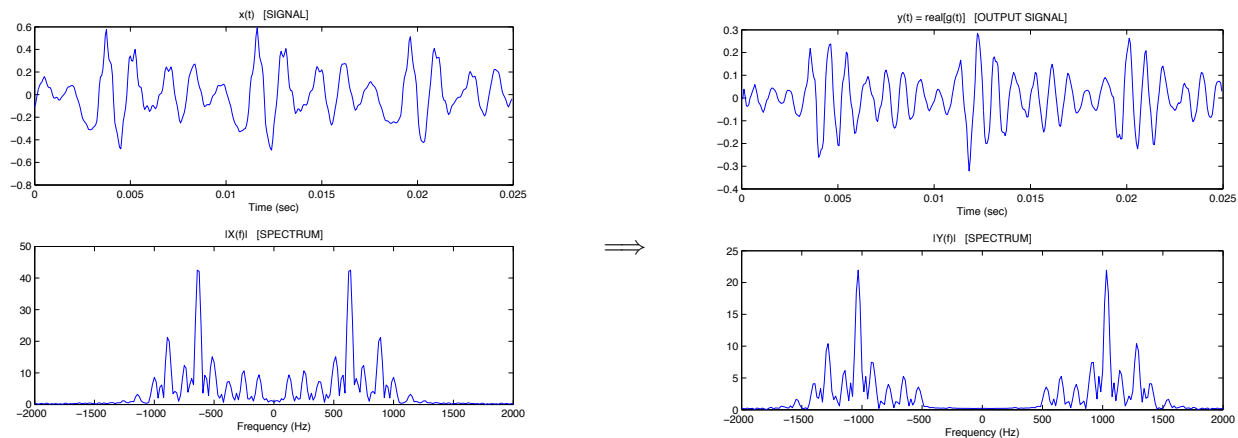 x(t) [SIGNAL]
0.6
0.4
0.2
0
−0.2
−0.4
−0.6
−0.8
0 0.005 0.01 0.015 0.02 0.025
Time (sec)
|X(f)| [SPECTRUM]
50
40
30
20
10
0
−2000 −1500 −1000 −500 0 500 1000 1500 2000
Frequency (Hz)
⟹
y(t) = real[g(t)] [OUTPUT SIGNAL]
0.3
0.2
0.1
0
−0.1
−0.2
−0.3
−0.4
0 0.005 0.01 0.015 0.02 0.025
Time (sec)
|Y(f)| [SPECTRUM]
25
20
15
10
5
0
−2000 −1500 −1000 −500 0 500 1000 1500 2000
Frequency (Hz)